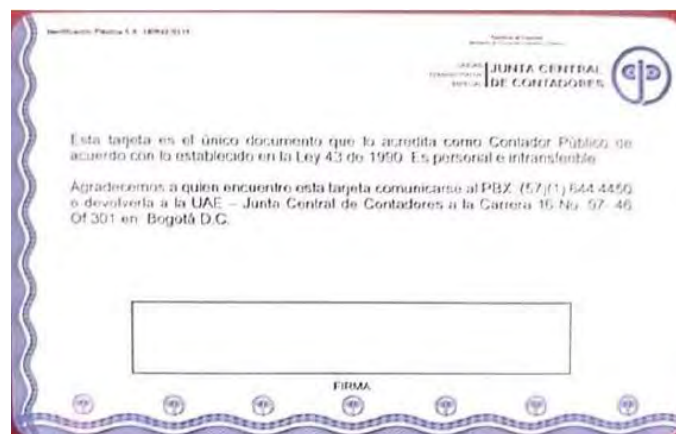 Identificación Plástica S.A.
JUNTA CENTRAL
DE CONTADORES
Esta tarjeta es el único documento que lo acredita como Contador Público de
acuerdo con lo establecido en la Ley 43 de 1990. Es personal e intransferible.
Agradecemos a quien encuentre esta tarjeta comunicarse al PBX: (57)(1) 644 4450
o devolverla a la UAE – Junta Central de Contadores a la Carrera 16 No. 97- 46
Of 301 en Bogotá D.C.
FIRMA